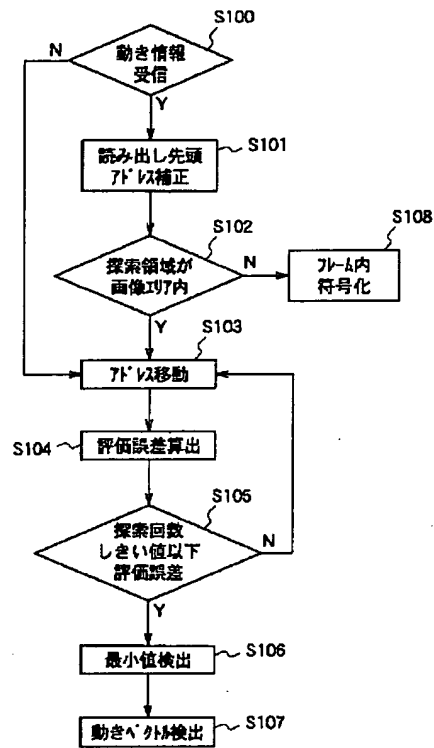 S100
N
動き情報
受信
Y
S101
読み出し先頭
アドレス補正
S102
S108
探索領域が
画像エリア内
N
フレーム内
符号化
Y
S103
アドレス移動
S104
評価誤差算出
S105
探索回数
しきい値以下
評価誤差
N
Y
最小値検出
S106
動きベクトル検出
S107